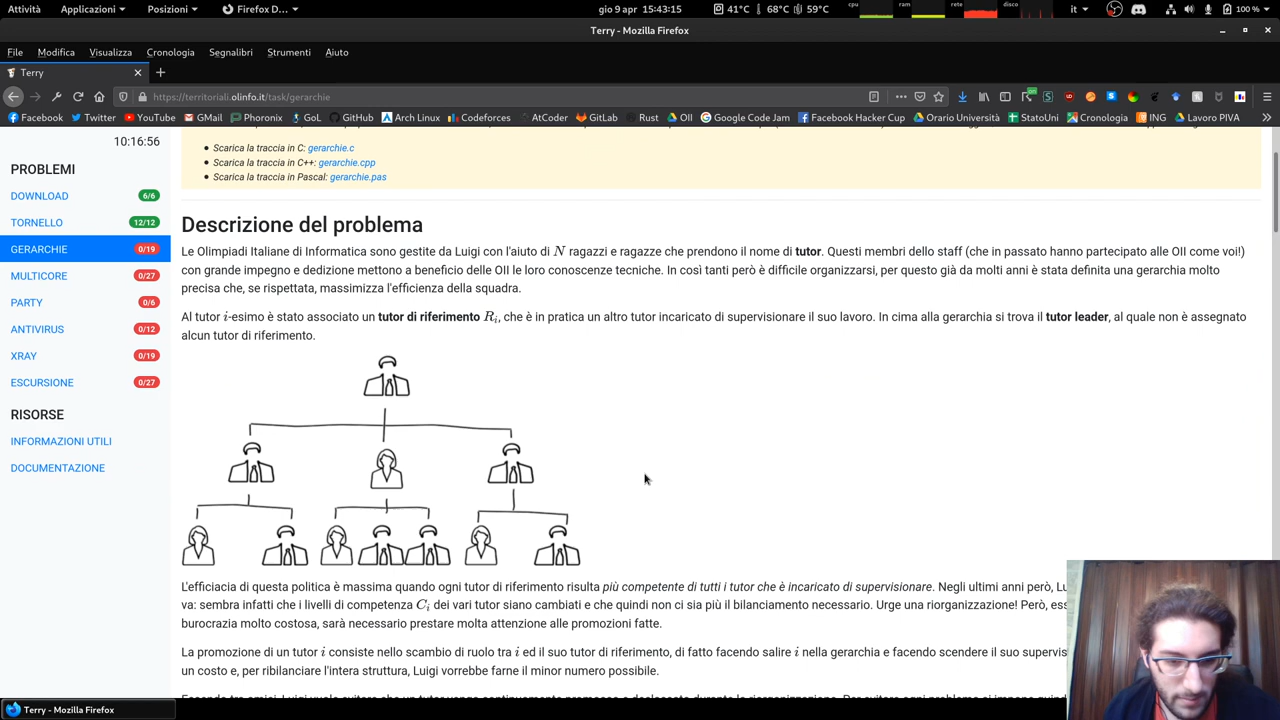 Attività Applicazioni Posizioni Firefox D... gio 9 apr 15:43:15 41°C 68°C 59°C cpu ram rete disco it 100 %
Terry - Mozilla Firefox
File Modifica Visualizza Cronologia Segnalibri Strumenti Aiuto
Terry
https://territoriali.olinfo.it/task/gerarchie
Facebook Twitter YouTube GMail Phoronix GoL GitHub Arch Linux Codeforces AtCoder GitLab Rust OII Google Code Jam Facebook Hacker Cup Orario Università StatoUni Cronologia ING Lavoro PIVA
10:16:56
PROBLEMI
DOWNLOAD 6/6
TORNELLO 12/12
GERARCHIE 0/19
MULTICORE 0/27
PARTY 0/6
ANTIVIRUS 0/12
XRAY 0/19
ESCURSIONE 0/27
RISORSE
INFORMAZIONI UTILI
DOCUMENTAZIONE
Scarica la traccia in C: gerarchie.c
Scarica la traccia in C++: gerarchie.cpp
Scarica la traccia in Pascal: gerarchie.pas
Descrizione del problema
Le Olimpiadi Italiane di Informatica sono gestite da Luigi con l'aiuto di N ragazzi e ragazze che prendono il nome di tutor. Questi membri dello staff (che in passato hanno partecipato alle OII come voi!)
con grande impegno e dedizione mettono a beneficio delle OII le loro conoscenze tecniche. In così tanti però è difficile organizzarsi, per questo già da molti anni è stata definita una gerarchia molto
precisa che, se rispettata, massimizza l'efficienza della squadra.
Al tutor i-esimo è stato associato un tutor di riferimento Ri, che è in pratica un altro tutor incaricato di supervisionare il suo lavoro. In cima alla gerarchia si trova il tutor leader, al quale non è assegnato
alcun tutor di riferimento.
L'efficiacia di questa politica è massima quando ogni tutor di riferimento risulta più competente di tutti i tutor che è incaricato di supervisionare. Negli ultimi anni però, Lu
va: sembra infatti che i livelli di competenza Ci dei vari tutor siano cambiati e che quindi non ci sia più il bilanciamento necessario. Urge una riorganizzazione! Però, es
burocrazia molto costosa, sarà necessario prestare molta attenzione alle promozioni fatte.
La promozione di un tutor i consiste nello scambio di ruolo tra i ed il suo tutor di riferimento, di fatto facendo salire i nella gerarchia e facendo scendere il suo supervis
un costo e, per ribilanciare l'intera struttura, Luigi vorrebbe farne il minor numero possibile.
Terry - Mozilla Firefox